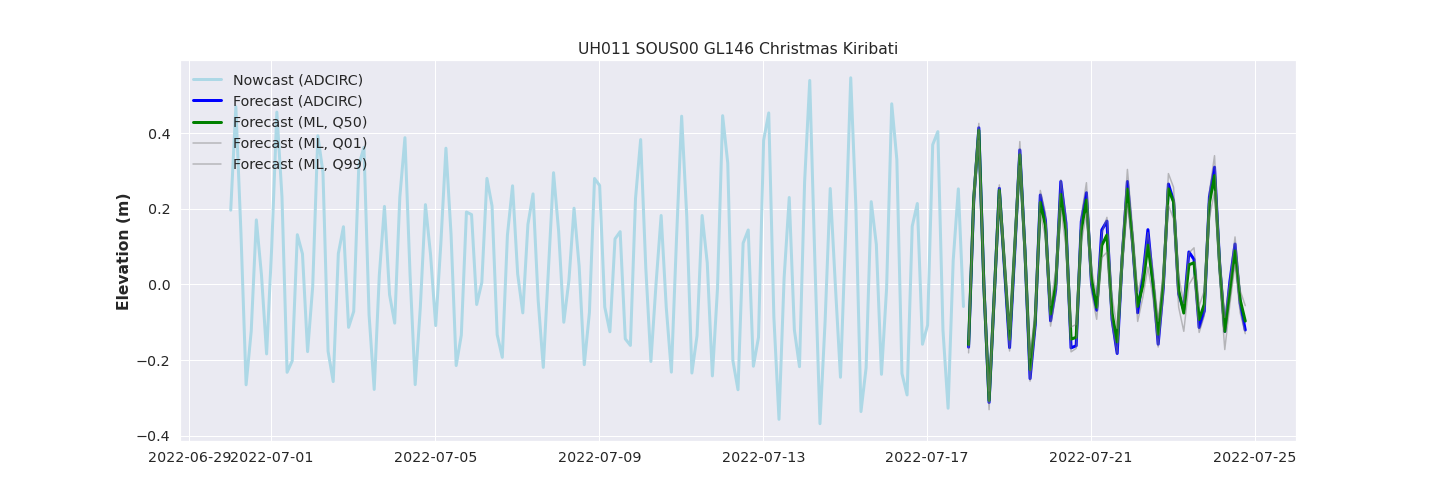 UH011 SOUS00 GL146 Christmas Kiribati
Nowcast (ADCIRC)
Forecast (ADCIRC)
Forecast (ML, Q50)
Forecast (ML, Q01)
Forecast (ML, Q99)
Elevation (m)
0.4
0.2
0.0
−0.2
−0.4
2022-06-29 2022-07-01 2022-07-05 2022-07-09 2022-07-13 2022-07-17 2022-07-21 2022-07-25